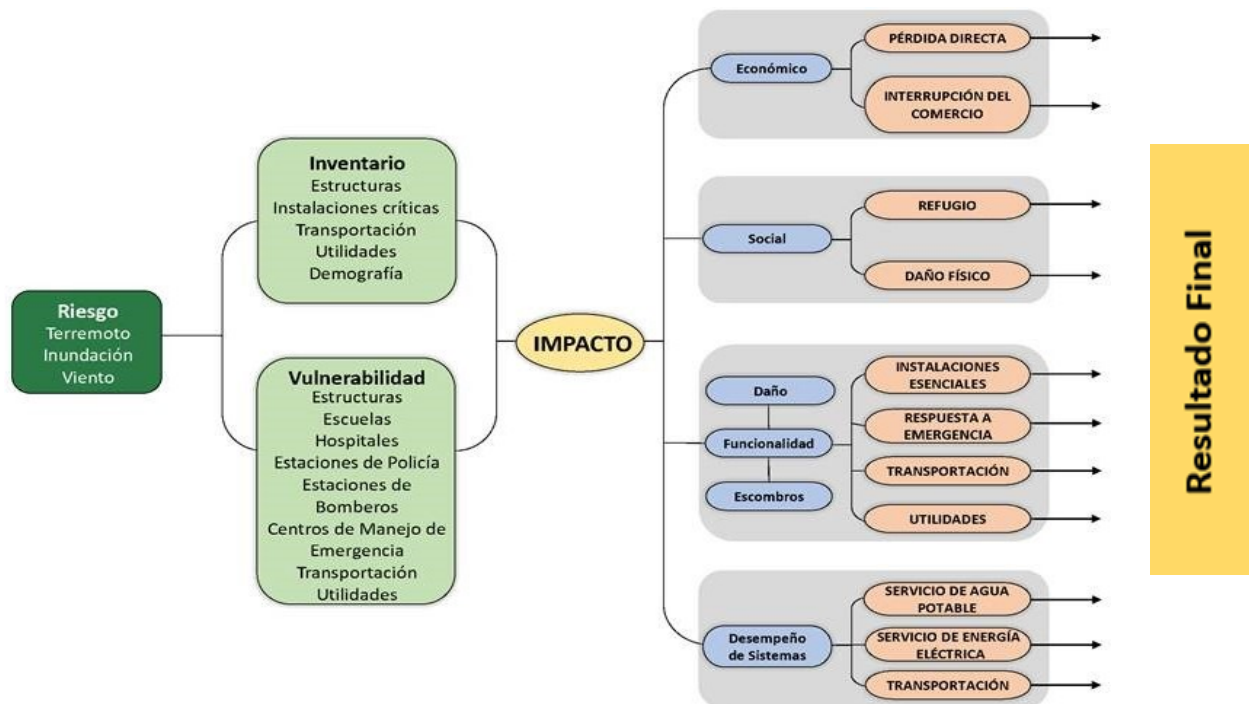 Riesgo
Terremoto
Inundación
Viento
Inventario
Estructuras
Instalaciones críticas
Transportación
Utilidades
Demografía
Vulnerabilidad
Estructuras
Escuelas
Hospitales
Estaciones de Policía
Estaciones de
Bomberos
Centros de Manejo de
Emergencia
Transportación
Utilidades
IMPACTO
Económico
PÉRDIDA DIRECTA
INTERRUPCIÓN DEL
COMERCIO
Social
REFUGIO
DAÑO FÍSICO
Daño
Funcionalidad
Escombros
INSTALACIONES
ESENCIALES
RESPUESTA A
EMERGENCIA
TRANSPORTACIÓN
UTILIDADES
Desempeño
de Sistemas
SERVICIO DE AGUA
POTABLE
SERVICIO DE ENERGÍA
ELÉCTRICA
TRANSPORTACIÓN
Resultado Final